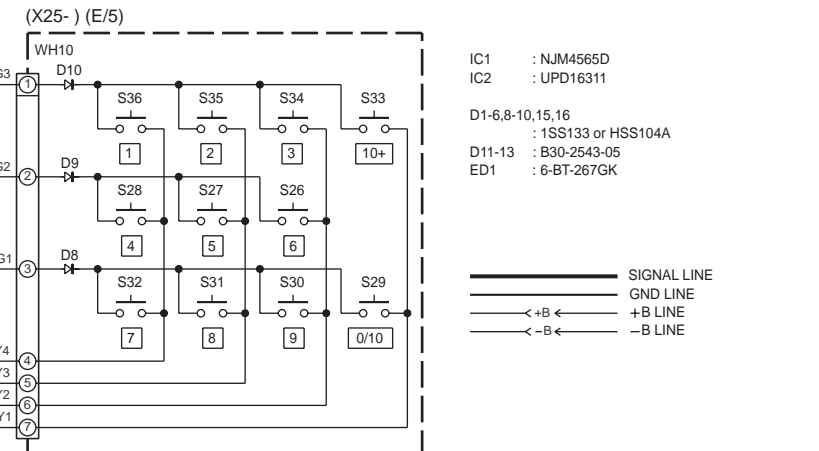 (X25- ) (E/5)
WH10
G3
1
D10
S36
S35
S34
S33
1
2
3
10+
G2
2
D9
S28
S27
S26
4
5
6
G1
3
D8
S32
S31
S30
S29
7
8
9
0/10
Y4
4
Y3
5
Y2
6
Y1
7
IC1 : NJM4565D
IC2 : UPD16311
D1-6,8-10,15,16
: 1SS133 or HSS104A
D11-13 : B30-2543-05
ED1 : 6-BT-267GK
SIGNAL LINE
GND LINE
+B +B LINE
−B −B LINE